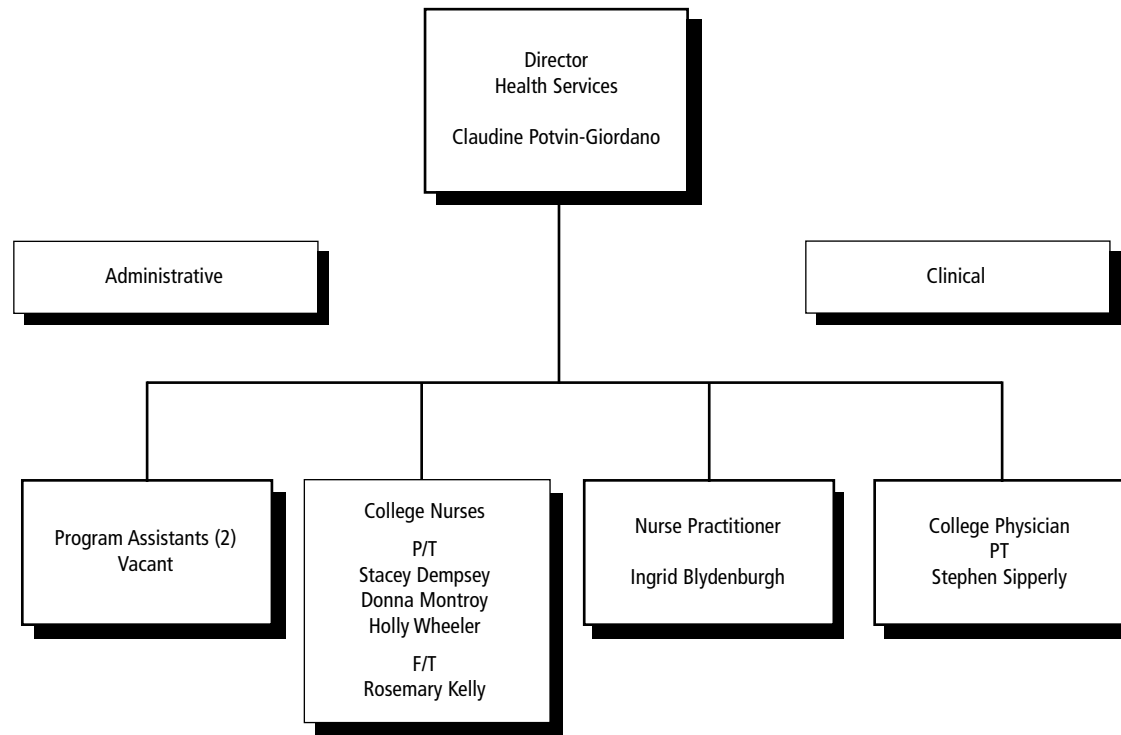 Director
Health Services
Claudine Potvin-Giordano
Administrative
Clinical
Program Assistants (2)
Vacant
College Nurses
P/T
Stacey Dempsey
Donna Montroy
Holly Wheeler
F/T
Rosemary Kelly
Nurse Practitioner
Ingrid Blydenburgh
College Physician
PT
Stephen Sipperly